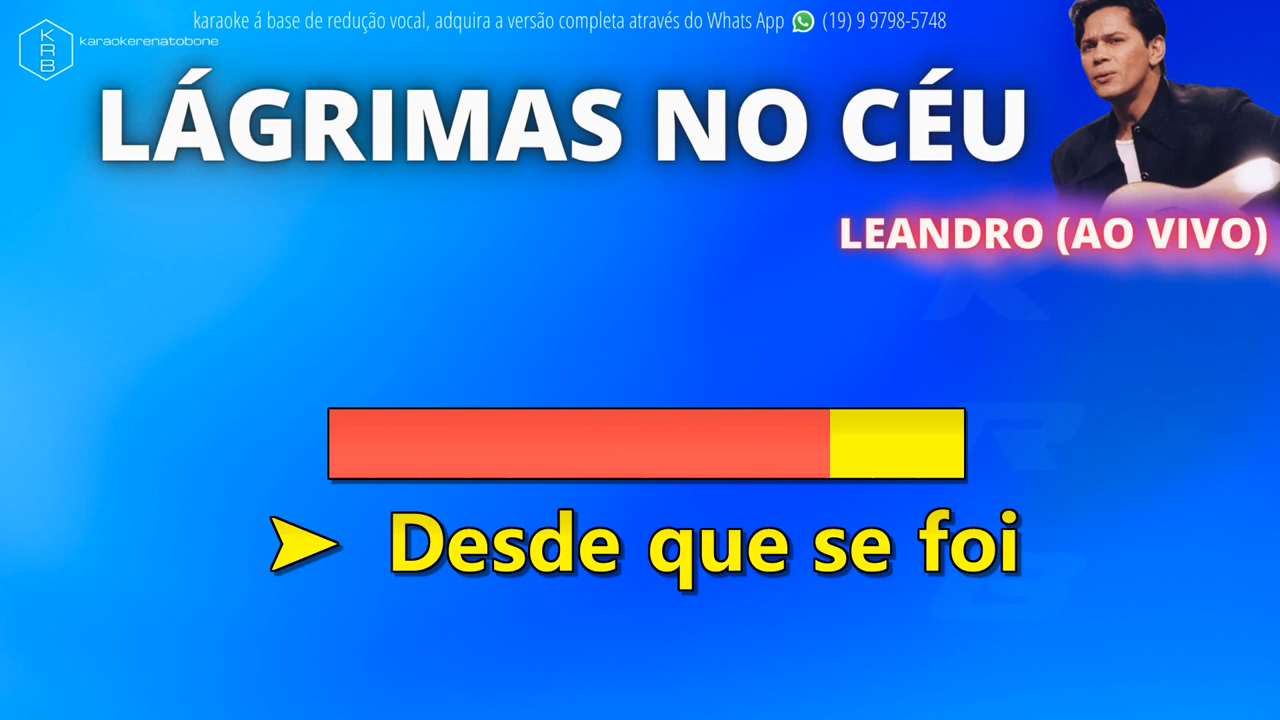 karaoke á base de redução vocal, adquira a versão completa através do Whats App (19) 9 9798-5748
K
R
B
karaokerenatobone
LÁGRIMAS NO CÉU
LEANDRO (AO VIVO)
R
R
B
➤ Desde que se foi